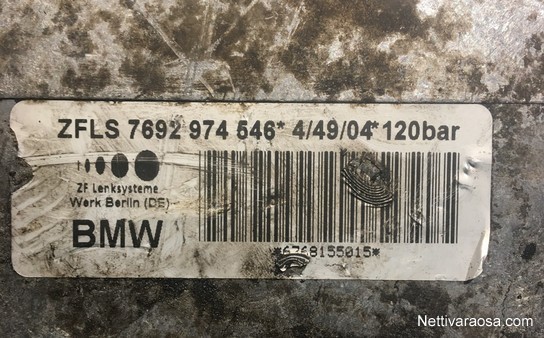 ZFLS 7692 974 546* 4/49/04* 120bar
ZF Lenksysteme
Werk Berlin (DE)
BMW
*6768155015*
Nettivaraosa.com